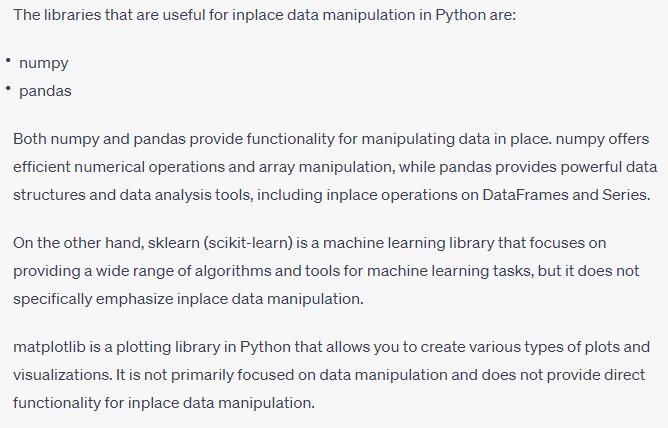 The libraries that are useful for inplace data manipulation in Python are:
• numpy
• pandas
Both numpy and pandas provide functionality for manipulating data in place. numpy offers
efficient numerical operations and array manipulation, while pandas provides powerful data
structures and data analysis tools, including inplace operations on DataFrames and Series.
On the other hand, sklearn (scikit-learn) is a machine learning library that focuses on
providing a wide range of algorithms and tools for machine learning tasks, but it does not
specifically emphasize inplace data manipulation.
matplotlib is a plotting library in Python that allows you to create various types of plots and
visualizations. It is not primarily focused on data manipulation and does not provide direct
functionality for inplace data manipulation.